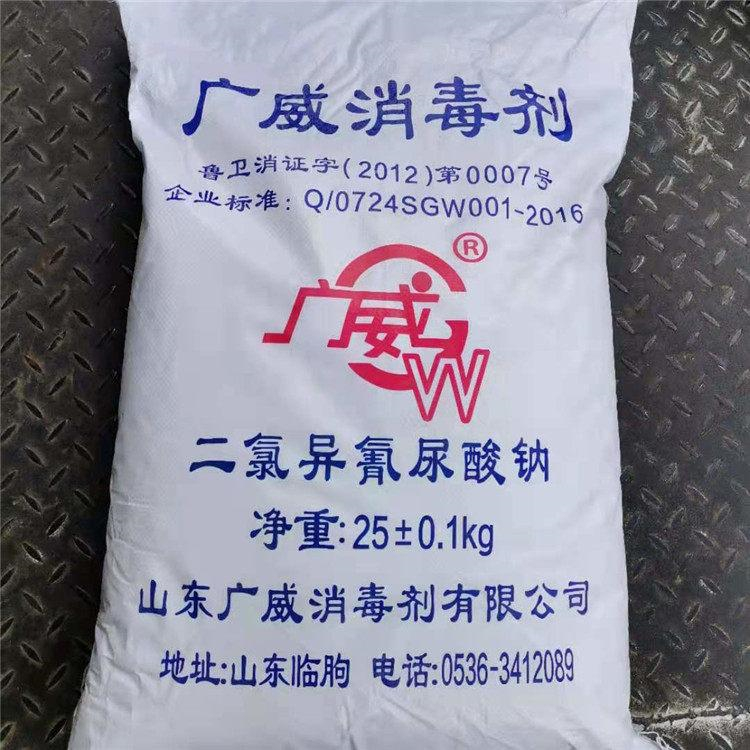 广威消毒剂
鲁卫消证字(2012)第0007号
企业标准: Q/0724SGW001-2016
®
广威
W
二氯异氰尿酸钠
净重:25±0.1kg
山东广威消毒剂有限公司
地址:山东临朐 电话:0536-3412089